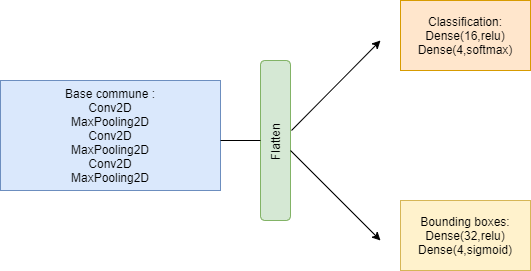 Base commune :
Conv2D
MaxPooling2D
Conv2D
MaxPooling2D
Conv2D
MaxPooling2D
Flatten
Classification:
Dense(16,relu)
Dense(4,softmax)
Bounding boxes:
Dense(32,relu)
Dense(4,sigmoid)